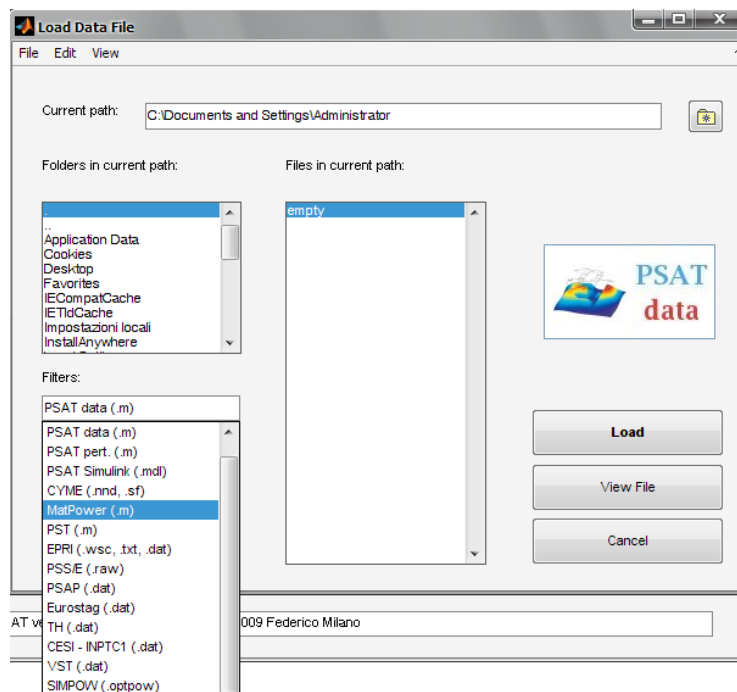 Load Data File
File Edit View
Current path:
C:\Documents and Settings\Administrator
Folders in current path:
Files in current path:
.
..
Application Data
Cookies
Desktop
Favorites
IECompatCache
IETldCache
Impostazioni locali
InstallAnywhere
empty
PSAT
data
Filters:
PSAT data (.m)
PSAT data (.m)
PSAT pert. (.m)
PSAT Simulink (.mdl)
CYME (.nnd, .sf)
MatPower (.m)
PST (.m)
EPRI (.wsc, .txt, .dat)
PSS/E (.raw)
PSAP (.dat)
Eurostag (.dat)
TH (.dat)
CESI - INPTC1 (.dat)
VST (.dat)
SIMPOW (.optpow)
Load
View File
Cancel
AT ve
009 Federico Milano